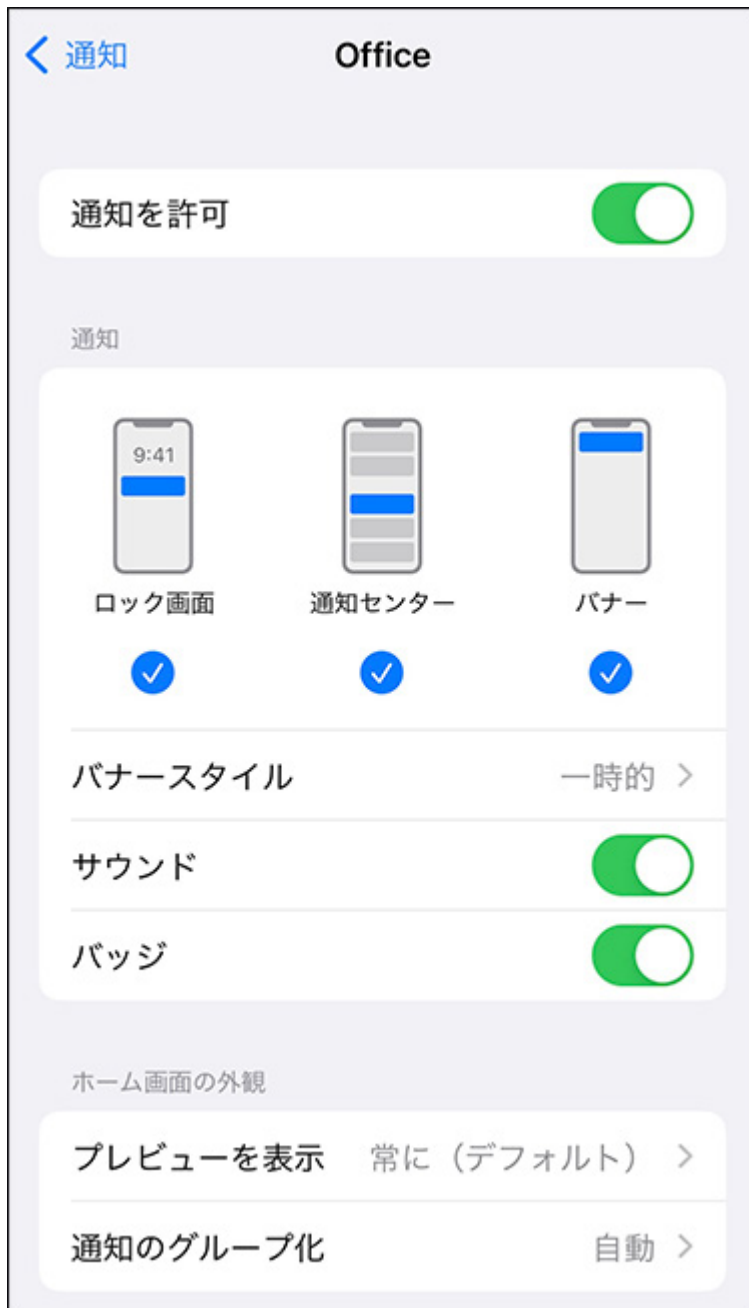 通知 Office
通知を許可
通知
9:41
ロック画面 通知センター バナー
バナースタイル 一時的
サウンド
バッジ
ホーム画面の外観
プレビューを表示 常に（デフォルト）
通知のグループ化 自動